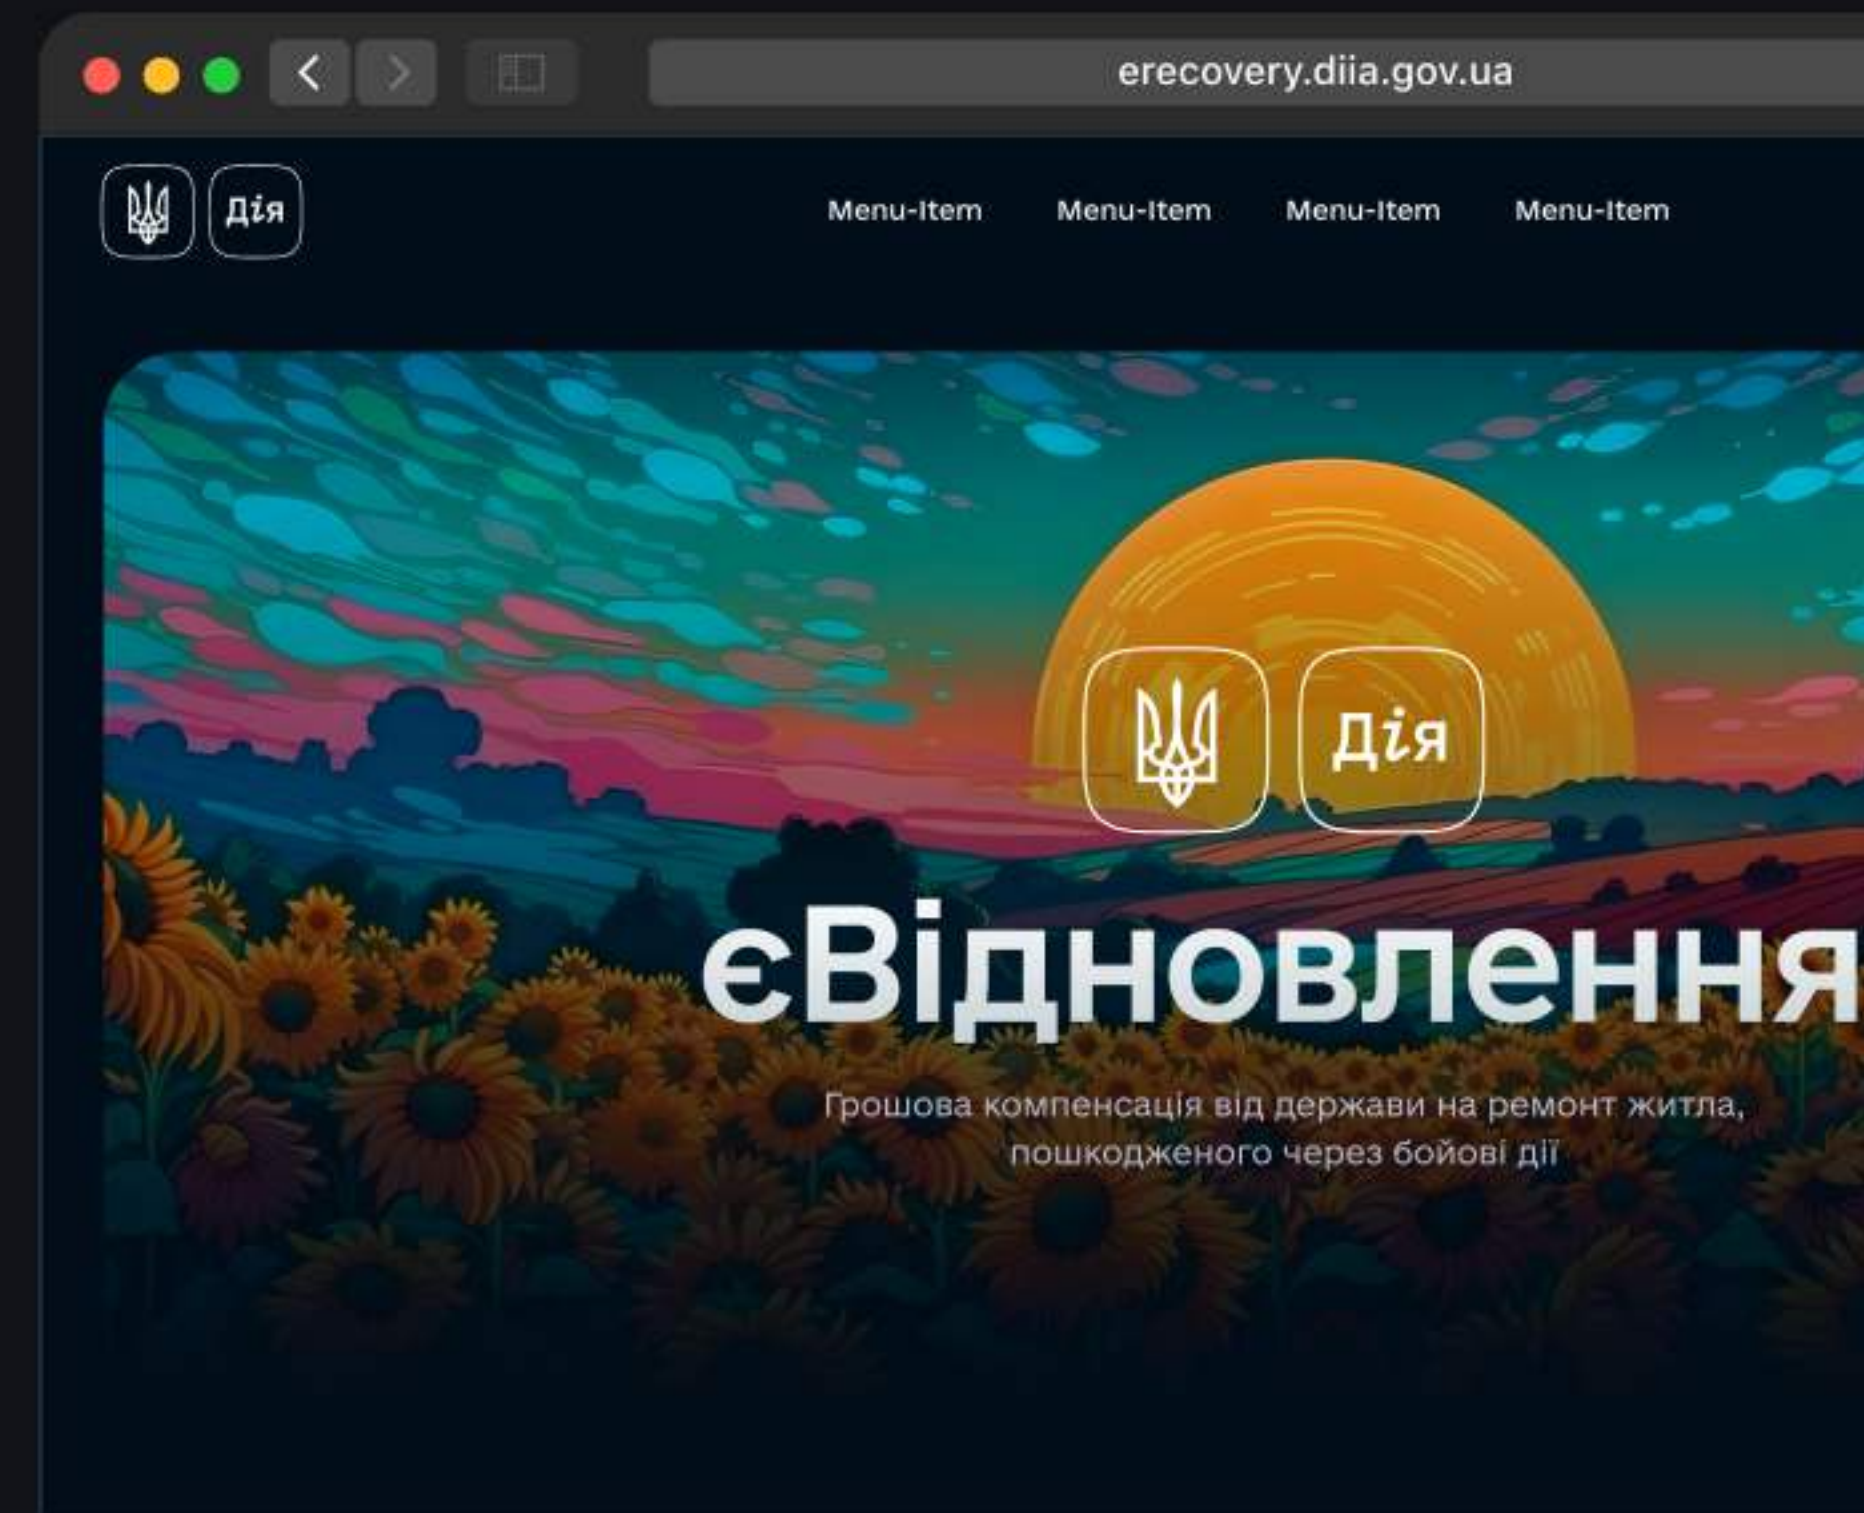 erecovery.diia.gov.ua
Дія
Menu-Item Menu-Item Menu-Item Menu-Item
Дія
єВідновлення
Грошова компенсація від держави на ремонт житла,
пошкодженого через бойові дії